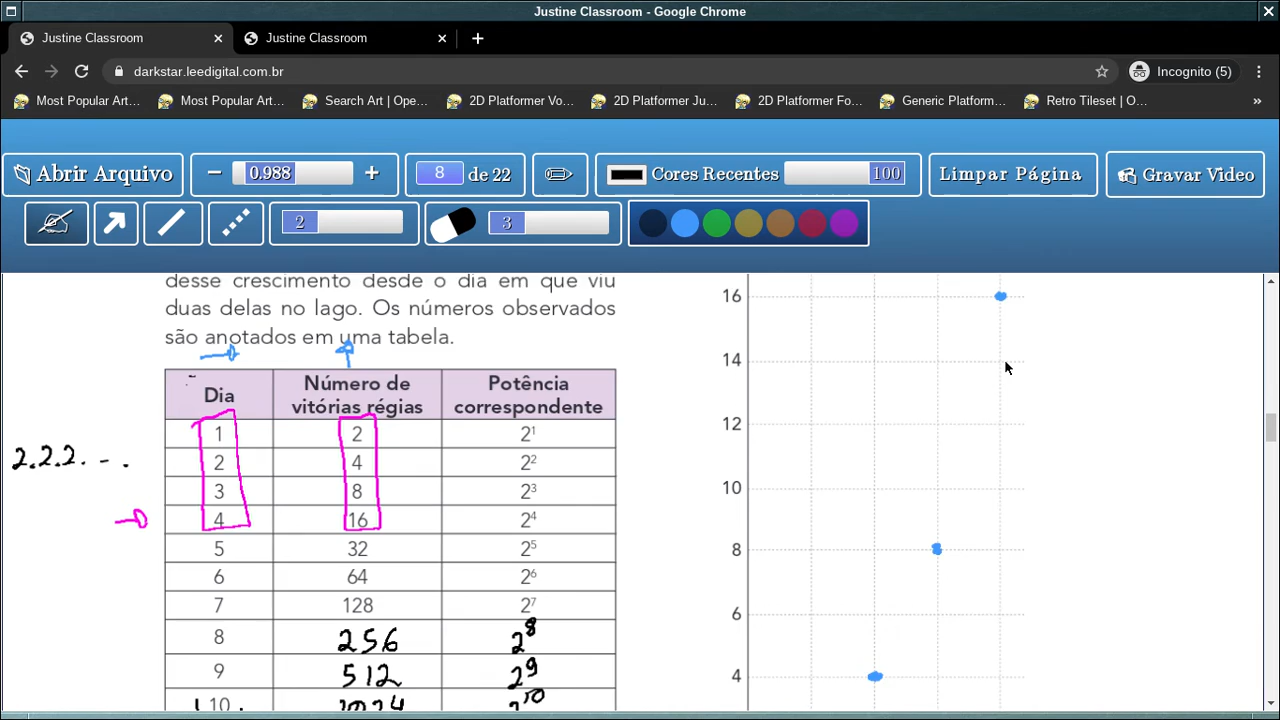 Justine Classroom - Google Chrome
Justine Classroom
Justine Classroom
darkstar.leedigital.com.br
Incognito (5)
Most Popular Art...
Most Popular Art...
Search Art | Ope...
2D Platformer Vo...
2D Platformer Ju...
2D Platformer Fo...
Generic Platform...
Retro Tileset | O...
»
Abrir Arquivo
− 0.988 +
8 de 22
Cores Recentes 100
Limpar Página
Gravar Video
2
3
desse crescimento desde o dia em que viu
duas delas no lago. Os números observados
são anotados em uma tabela.
Dia Número de vitórias régias Potência correspondente
1 2 2¹
2 4 2²
3 8 2³
4 16 2⁴
5 32 2⁵
6 64 2⁶
7 128 2⁷
8 256 2⁸
9 512 2⁹
10 1024 2¹⁰
2.2.2. - .
16
14
12
10
8
6
4